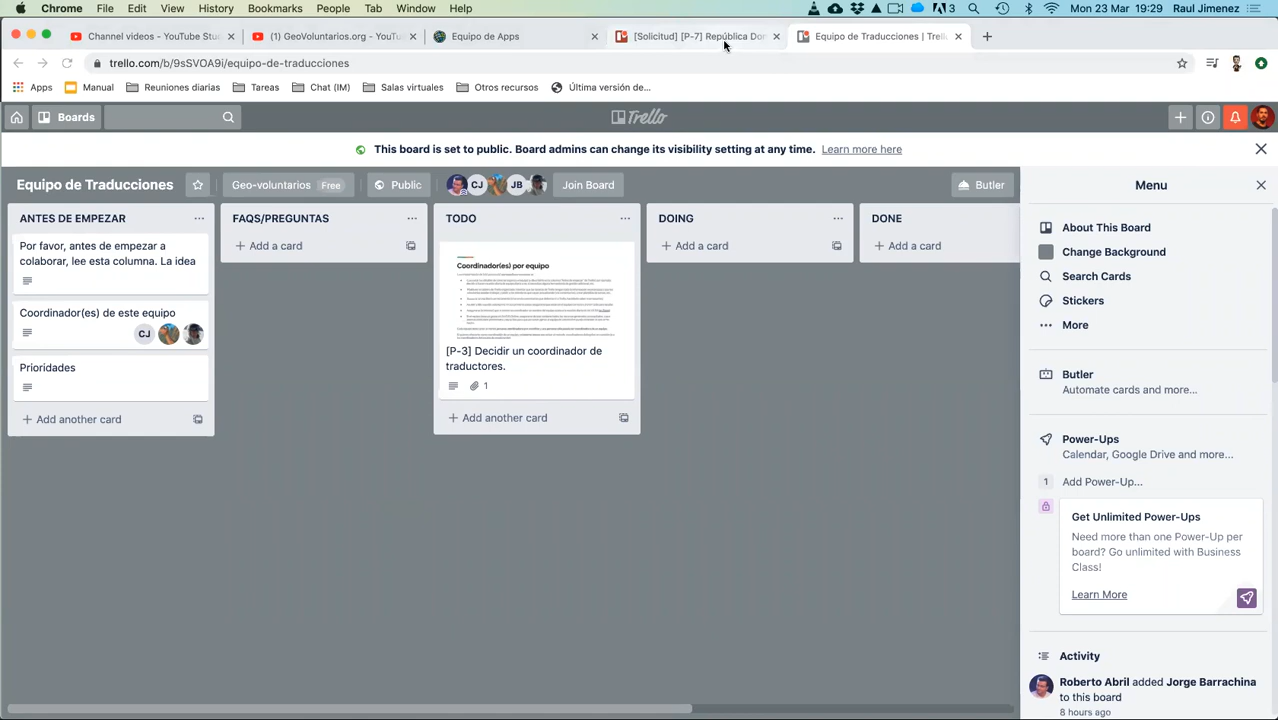 Chrome File Edit View History Bookmarks People Tab Window Help 3 Mon 23 Mar 19:29 Raul Jimenez
Channel videos - YouTube Stu (1) GeoVoluntarios.org - YouTu Equipo de Apps [Solicitud] [P-7] República Dor Equipo de Traducciones | Trell
trello.com/b/9sSVOA9i/equipo-de-traducciones
Apps Manual Reuniones diarias Tareas Chat (IM) Salas virtuales Otros recursos Última versión de...
Boards Trello
This board is set to public. Board admins can change its visibility setting at any time. Learn more here
Equipo de Traducciones Geo-voluntarios Free Public CJ JB Join Board Butler
ANTES DE EMPEZAR
Por favor, antes de empezar a
colaborar, lee esta columna. La idea
Coordinador(es) de este equipo
CJ
Prioridades
+ Add another card
FAQS/PREGUNTAS
+ Add a card
TODO
Coordinador(es) por equipo
[P-3] Decidir un coordinador de
traductores.
1
+ Add another card
DOING
+ Add a card
DONE
+ Add a card
Menu
About This Board
Change Background
Search Cards
Stickers
More
Butler
Automate cards and more...
Power-Ups
Calendar, Google Drive and more...
1 Add Power-Up...
Get Unlimited Power-Ups
Need more than one Power-Up per
board? Go unlimited with Business
Class!
Learn More
Activity
Roberto Abril added Jorge Barrachina
to this board
8 hours ago